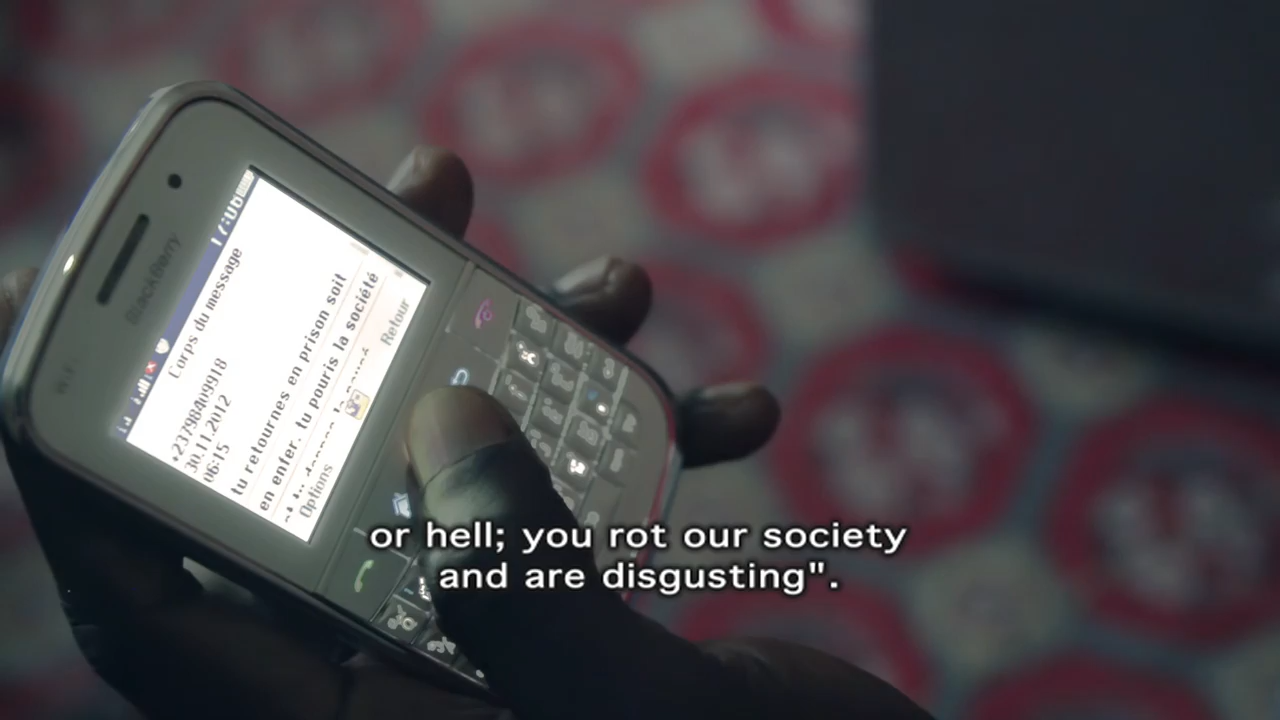 BlackBerry
17:06
Corps du message
+23798409918
30.11.2012
06:15
tu retournes en prison soit
en enfer. tu pouris la société
Options
Retour
or hell; you rot our society
and are disgusting".